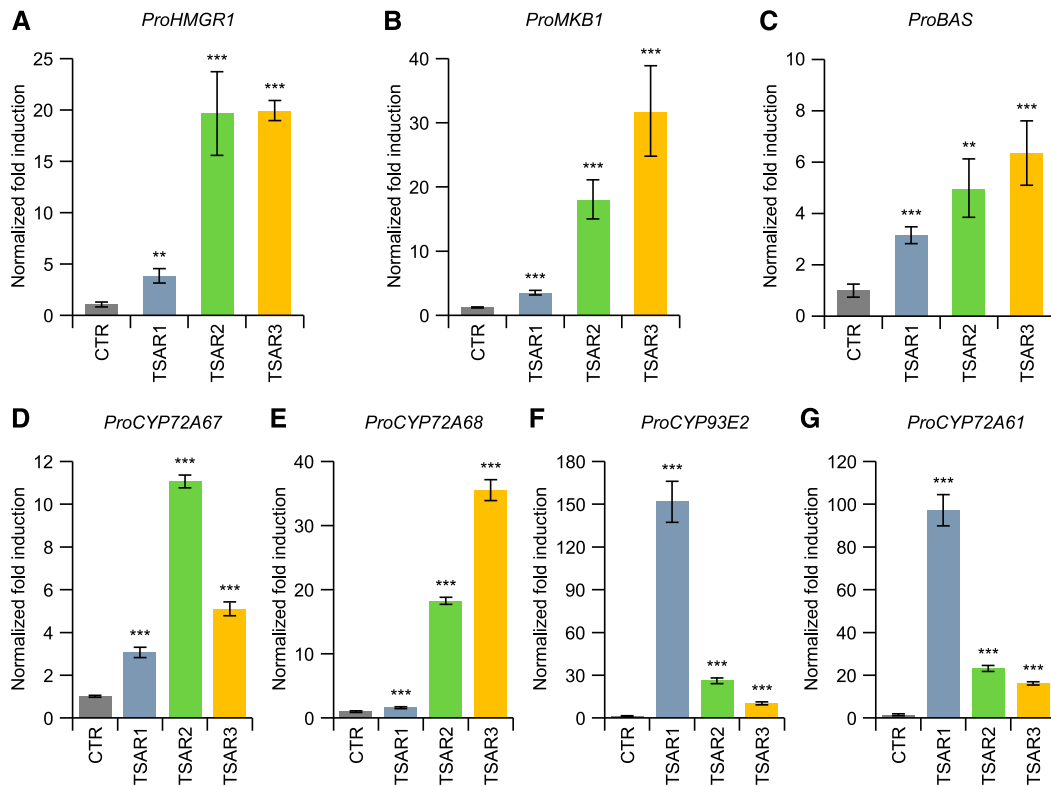 A
ProHMGR1
Normalized fold induction
25
20
15
10
5
0
**
***
***
CTR
TSAR1
TSAR2
TSAR3
B
ProMKB1
Normalized fold induction
40
30
20
10
0
***
***
***
CTR
TSAR1
TSAR2
TSAR3
C
ProBAS
Normalized fold induction
10
8
6
4
2
0
***
**
***
CTR
TSAR1
TSAR2
TSAR3
D
ProCYP72A67
Normalized fold induction
12
10
8
6
4
2
0
***
***
***
CTR
TSAR1
TSAR2
TSAR3
E
ProCYP72A68
Normalized fold induction
40
30
20
10
0
***
***
***
CTR
TSAR1
TSAR2
TSAR3
F
ProCYP93E2
Normalized fold induction
180
150
120
90
60
30
0
***
***
***
CTR
TSAR1
TSAR2
TSAR3
G
ProCYP72A61
Normalized fold induction
120
100
80
60
40
20
0
***
***
***
CTR
TSAR1
TSAR2
TSAR3